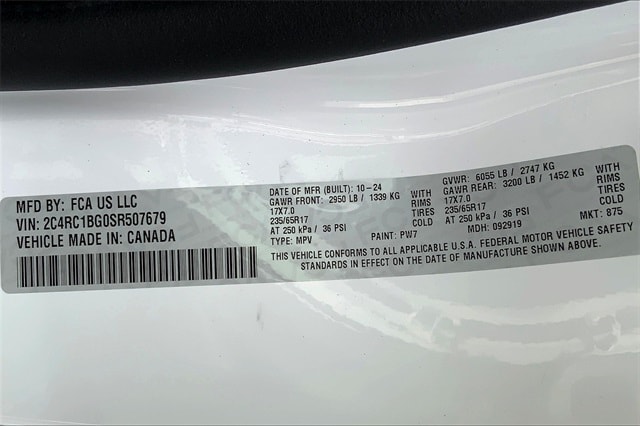 MFD BY: FCA US LLC
VIN: 2C4RC1BG0SR507679
VEHICLE MADE IN: CANADA
DATE OF MFR (BUILT): 10-24
GAWR FRONT: 2950 LB / 1339 KG WITH
17X7.0 RIMS
235/65R17 TIRES
AT 250 kPa / 36 PSI COLD
TYPE: MPV PAINT: PW7
GVWR: 6055 LB / 2747 KG
GAWR REAR: 3200 LB / 1452 KG WITH
17X7.0 RIMS
235/65R17 TIRES
AT 250 kPa / 36 PSI COLD
MDH: 092919 MKT: 875
THIS VEHICLE CONFORMS TO ALL APPLICABLE U.S.A. FEDERAL MOTOR VEHICLE SAFETY
STANDARDS IN EFFECT ON THE DATE OF MANUFACTURE SHOWN ABOVE.